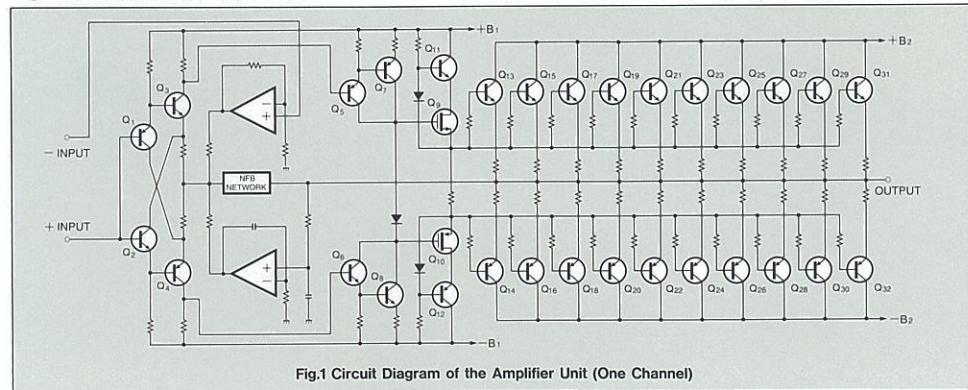 +B₁
Q₁₁
Q₃
Q₇
Q₅
Q₉
Q₁
− INPUT
NFB
NETWORK
+ INPUT
Q₂
Q₄
Q₆
Q₈
Q₁₀
Q₁₂
−B₁
+B₂
Q₁₃ Q₁₅ Q₁₇ Q₁₉ Q₂₁ Q₂₃ Q₂₅ Q₂₇ Q₂₉ Q₃₁
OUTPUT
Q₁₄ Q₁₆ Q₁₈ Q₂₀ Q₂₂ Q₂₄ Q₂₆ Q₂₈ Q₃₀ Q₃₂
−B₂
Fig.1 Circuit Diagram of the Amplifier Unit (One Channel)